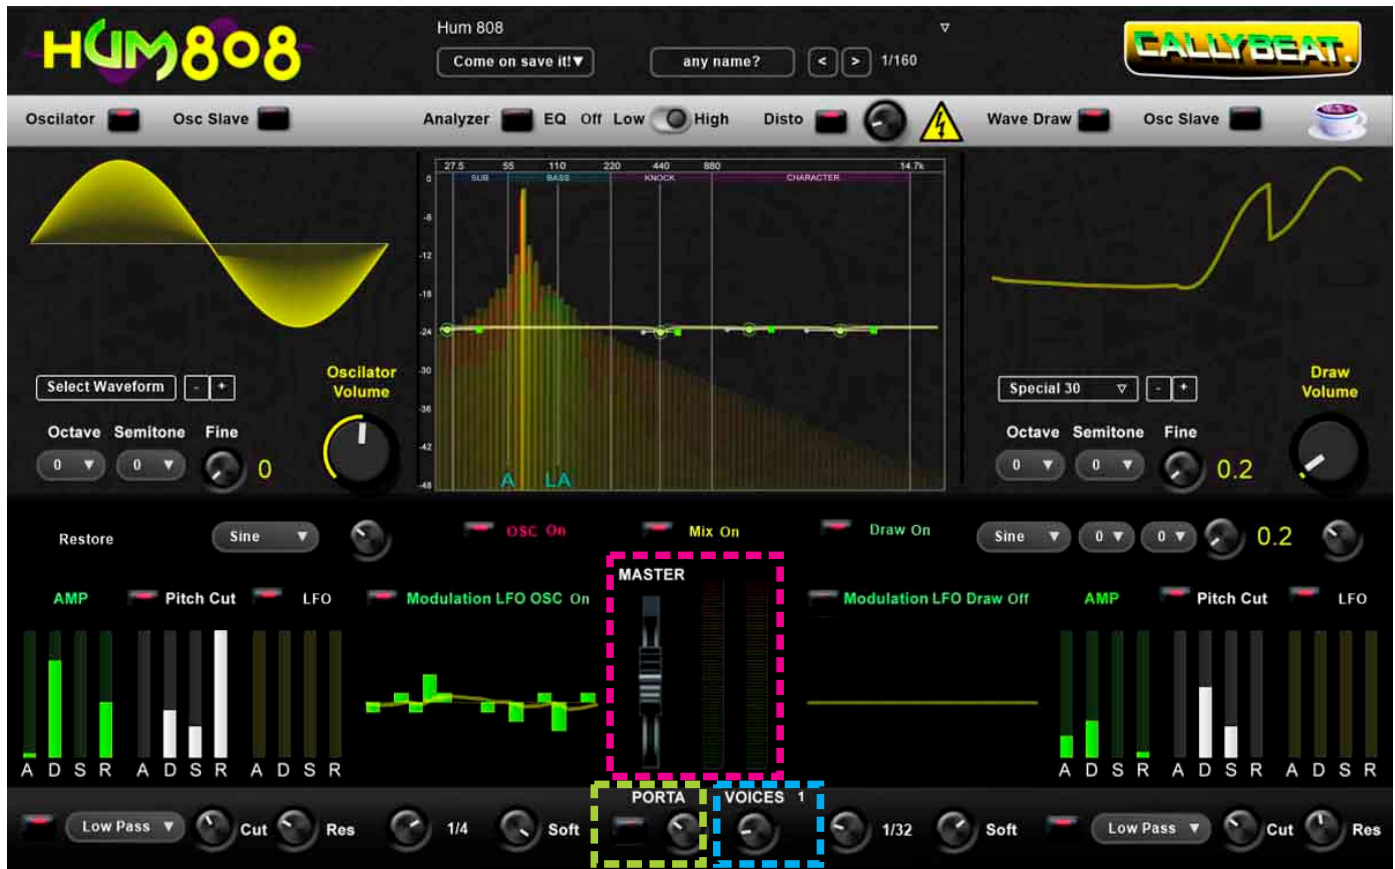 HUM808
Hum 808
Come on save it!
any name?
< > 1/160
CALLYBEAT.
Oscilator
Osc Slave
Analyzer
EQ Off Low High
Disto
Wave Draw
Osc Slave
27.5 55 110 220 440 880 14.7k
SUB BASS KNOCK CHARACTER
0
-6
-12
-18
-24
-30
-36
-42
-48
A LA
Select Waveform - +
Oscilator
Volume
Octave Semitone Fine
0 0 0
Special 30 - +
Draw
Volume
Octave Semitone Fine
0 0 0.2
Restore
Sine
OSC On
Mix On
Draw On
Sine 0 0 0.2
AMP Pitch Cut LFO
Modulation LFO OSC On
MASTER
Modulation LFO Draw Off
AMP Pitch Cut LFO
A D S R A D S R A D S R
A D S R A D S R A D S R
Low Pass Cut Res 1/4 Soft
PORTA
VOICES 1
1/32 Soft
Low Pass Cut Res